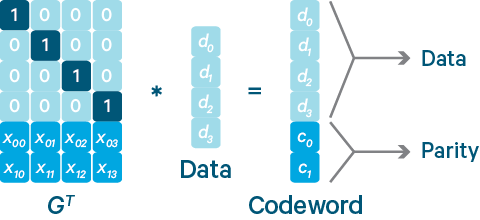 1 0 0 0 d₀
0 1 0 0 d₀ d₁ Data
0 0 1 0 d₁ d₂
* =
0 0 0 1 d₂ d₃
x₀₀ x₀₁ x₀₂ x₀₃ d₃ c₀ Parity
x₁₀ x₁₁ x₁₂ x₁₃ Data c₁
Gᵀ Codeword